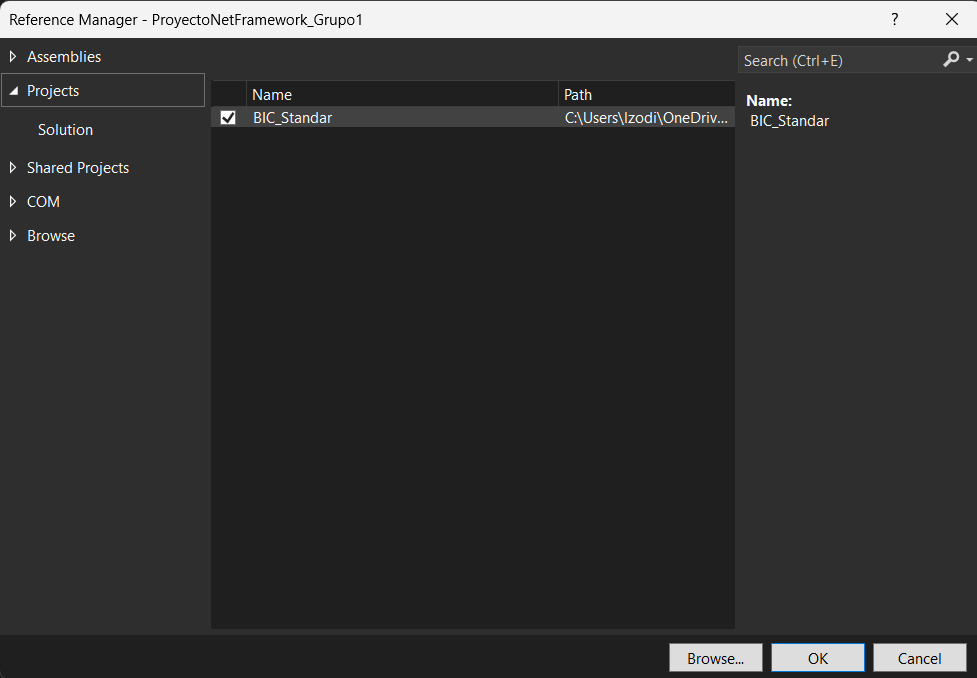 Reference Manager - ProyectoNetFramework_Grupo1
?
Assemblies
Projects
Solution
Shared Projects
COM
Browse
Name Path
BIC_Standar C:\Users\Izodi\OneDriv...
Search (Ctrl+E)
Name:
BIC_Standar
Browse... OK Cancel